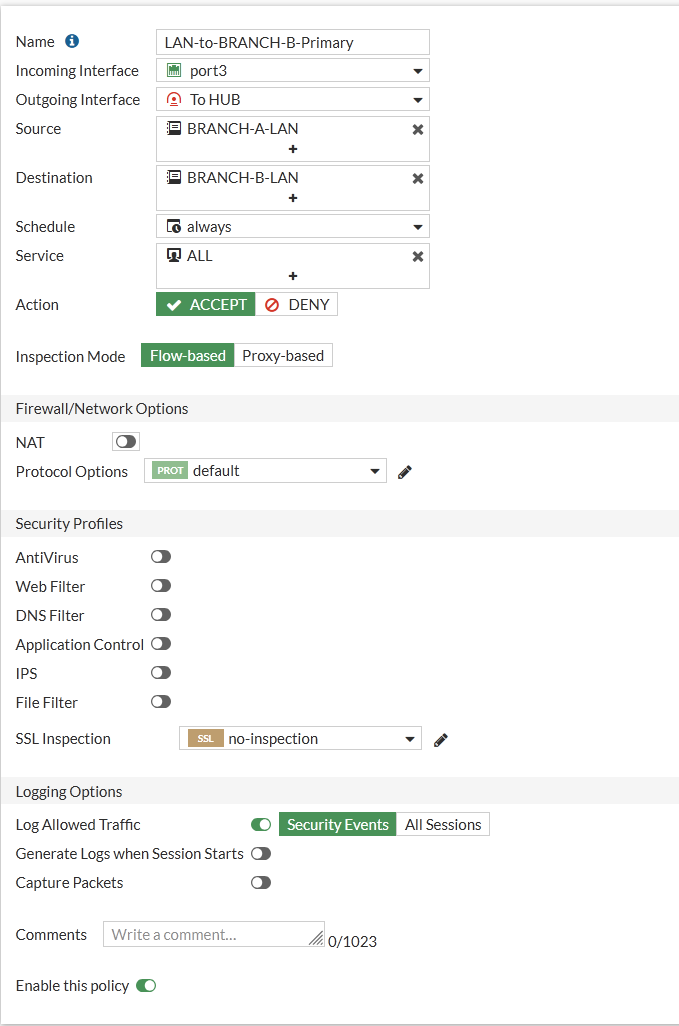 Name LAN-to-BRANCH-B-Primary
Incoming Interface port3
Outgoing Interface To HUB
Source BRANCH-A-LAN
+
Destination BRANCH-B-LAN
+
Schedule always
Service ALL
+
Action ACCEPT DENY
Inspection Mode Flow-based Proxy-based
Firewall/Network Options
NAT
Protocol Options PROT default
Security Profiles
AntiVirus
Web Filter
DNS Filter
Application Control
IPS
File Filter
SSL Inspection SSL no-inspection
Logging Options
Log Allowed Traffic Security Events All Sessions
Generate Logs when Session Starts
Capture Packets
Comments Write a comment... 0/1023
Enable this policy